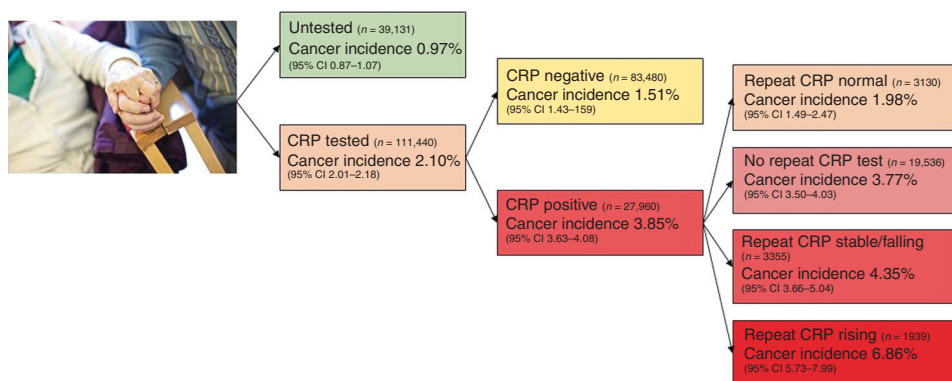 Untested (n = 39,131)
Cancer incidence 0.97%
(95% CI 0.87–1.07)
CRP tested (n = 111,440)
Cancer incidence 2.10%
(95% CI 2.01–2.18)
CRP negative (n = 83,480)
Cancer incidence 1.51%
(95% CI 1.43–159)
CRP positive (n = 27,960)
Cancer incidence 3.85%
(95% CI 3.63–4.08)
Repeat CRP normal (n = 3130)
Cancer incidence 1.98%
(95% CI 1.49–2.47)
No repeat CRP test (n = 19,536)
Cancer incidence 3.77%
(95% CI 3.50–4.03)
Repeat CRP stable/falling
(n = 3355)
Cancer incidence 4.35%
(95% CI 3.66–5.04)
Repeat CRP rising (n = 1939)
Cancer incidence 6.86%
(95% CI 5.73–7.99)